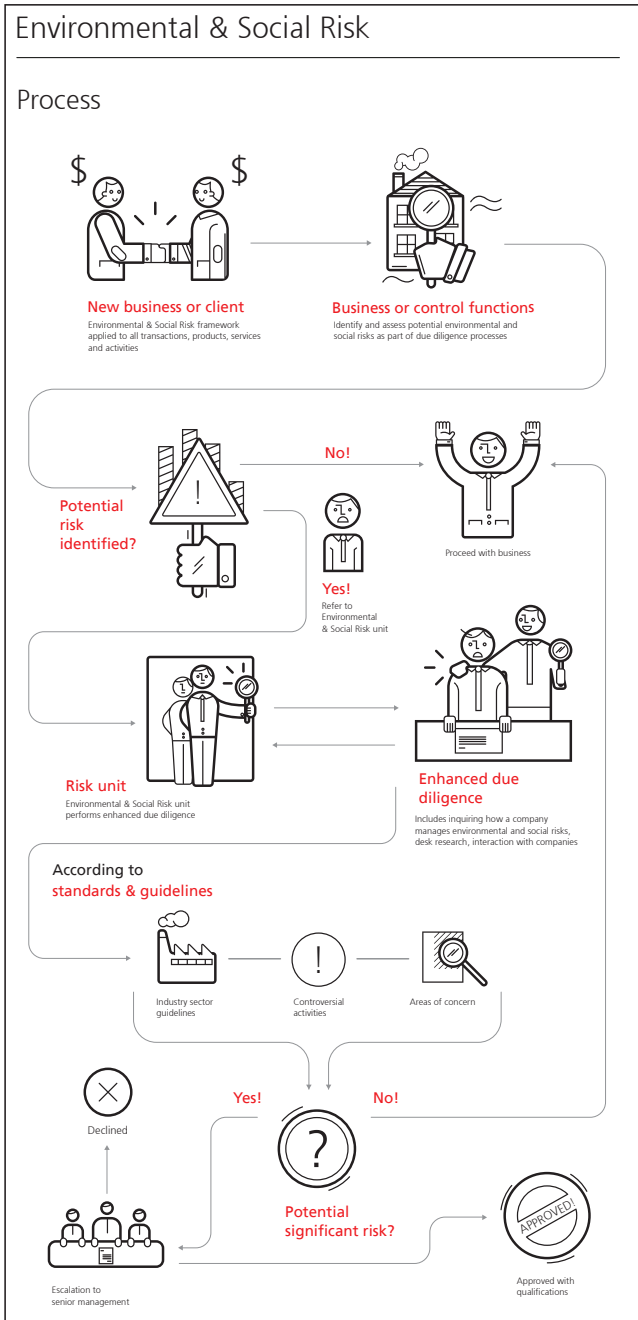 Environmental & Social Risk
Process
$
$
New business or client
Environmental & Social Risk framework
applied to all transactions, products, services
and activities
Business or control functions
Identify and assess potential environmental and
social risks as part of due diligence processes
!
Potential
risk
identified?
No!
Proceed with business
Yes!
Refer to
Environmental
& Social Risk unit
Risk unit
Environmental & Social Risk unit
performs enhanced due diligence
Enhanced due
diligence
Includes inquiring how a company
manages environmental and social risks,
desk research, interaction with companies
According to
standards & guidelines
!
Industry sector
guidelines
Controversial
activities
Areas of concern
Yes!
No!
?
Potential
significant risk?
Declined
Escalation to
senior management
APPROVED!
Approved with
qualifications